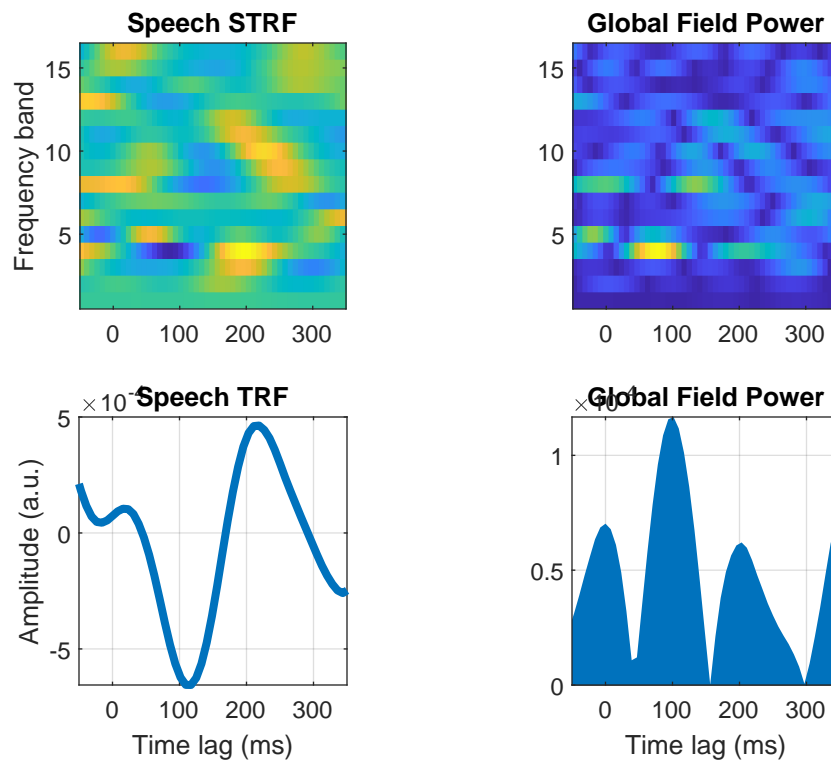 Speech STRF
Global Field Power
Frequency band
15
10
5
0 100 200 300
15
10
5
0 100 200 300
Speech TRF
Global Field Power
× 10⁻⁴
Amplitude (a.u.)
5
0
-5
0 100 200 300
Time lag (ms)
1
0.5
0
0 100 200 300
Time lag (ms)